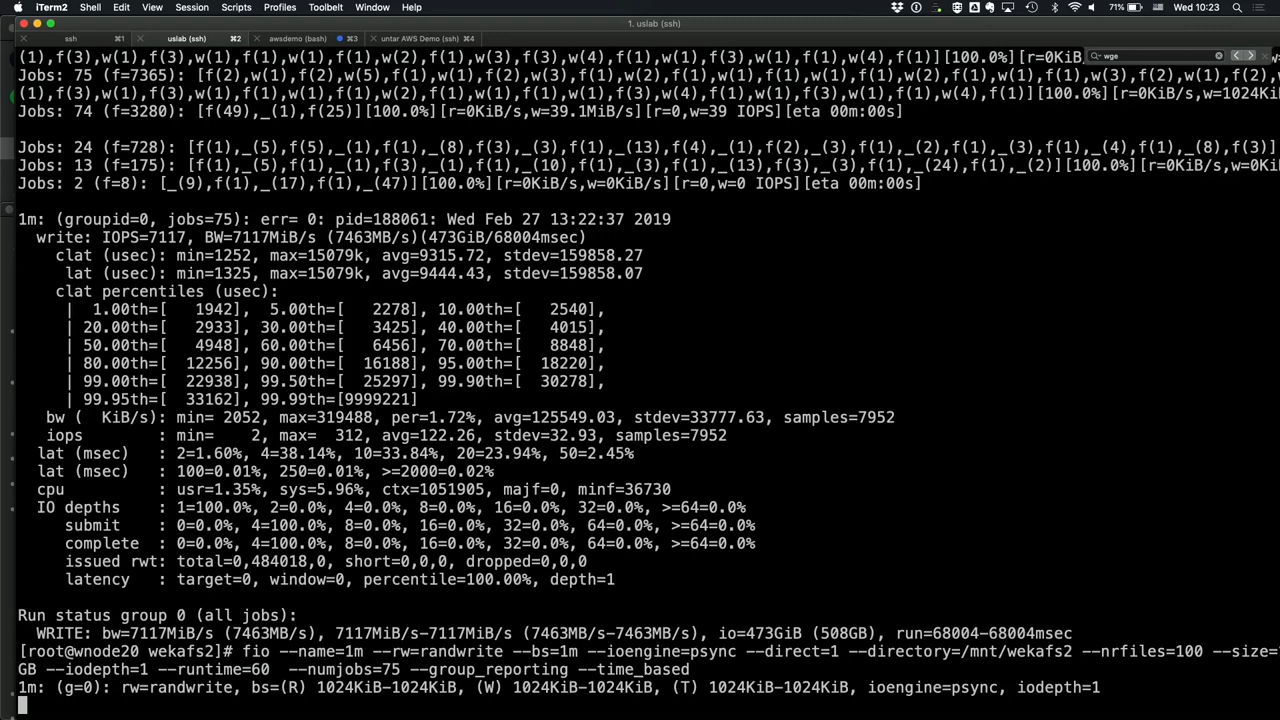 iTerm2 Shell Edit View Session Scripts Profiles Toolbelt Window Help 71% Wed 10:23
1. uslab (ssh)
ssh ⌘1 uslab (ssh) ⌘2 awsdemo (bash) ⌘3 untar AWS Demo (ssh) ⌘4
(1),f(3),w(1),f(1),w(1),f(1),w(1),f(1),w(1),f(1),w(3),f(3),w(4),f(1),w(1),f(4),f(1)][100.0%][r=0KiB
wge
Jobs: 75 (f=7365): [f(2),w(1),f(2),w(5),f(1),w(1),f(1),w(1),f(1),w(1),f(1),w(2),f(1),w(1),f(3),w(2),f(1),w(2),f
(1),f(3),w(1),f(1),w(1),f(1),w(1),f(1),w(1),f(1),w(3),f(3),w(1),f(1),w(4),f(1)][100.0%][r=0KiB/s,w=1024Ki
Jobs: 74 (f=3280): [f(49),_(1),f(25)][100.0%][r=0KiB/s,w=39.1MiB/s][r=0,w=39 IOPS][eta 00m:00s]
Jobs: 24 (f=728): [f(1),_(5),f(5),_(1),f(1),_(8),f(3),_(13),f(4),_(1),f(2),_(3),f(1),_(2),f(1),_(3),f(1),_(4),f(1),_(8),f(3)]
Jobs: 13 (f=175): [f(1),_(5),f(1),_(1),f(3),_(1),f(1),_(10),f(1),_(3),f(1),_(13),f(3),_(3),f(1),_(24),f(1),_(2)][100.0%][r=0KiB/s
Jobs: 2 (f=8): [_(9),f(1),_(17),f(1),_(47)][100.0%][r=0KiB/s,w=0KiB/s][r=0,w=0 IOPS][eta 00m:00s]
1m: (groupid=0, jobs=75): err= 0: pid=188061: Wed Feb 27 13:22:37 2019
write: IOPS=7117, BW=7117MiB/s (7463MB/s)(473GiB/68004msec)
clat (usec): min=1252, max=15079k, avg=9315.72, stdev=159858.27
lat (usec): min=1325, max=15079k, avg=9444.43, stdev=159858.07
clat percentiles (usec):
| 1.00th=[ 1942], 5.00th=[ 2278], 10.00th=[ 2540],
| 20.00th=[ 2933], 30.00th=[ 3425], 40.00th=[ 4015],
| 50.00th=[ 4948], 60.00th=[ 6456], 70.00th=[ 8848],
| 80.00th=[ 12256], 90.00th=[ 16188], 95.00th=[ 18220],
| 99.00th=[ 22938], 99.50th=[ 25297], 99.90th=[ 30278],
| 99.95th=[ 33162], 99.99th=[9999221]
bw ( KiB/s): min= 2052, max=319488, per=1.72%, avg=125549.03, stdev=33777.63, samples=7952
iops : min= 2, max= 312, avg=122.26, stdev=32.93, samples=7952
lat (msec) : 2=1.60%, 4=38.14%, 10=33.84%, 20=23.94%, 50=2.45%
lat (msec) : 100=0.01%, 250=0.01%, >=2000=0.02%
cpu : usr=1.35%, sys=5.96%, ctx=1051905, majf=0, minf=36730
IO depths : 1=100.0%, 2=0.0%, 4=0.0%, 8=0.0%, 16=0.0%, 32=0.0%, >=64=0.0%
submit : 0=0.0%, 4=100.0%, 8=0.0%, 16=0.0%, 32=0.0%, 64=0.0%, >=64=0.0%
complete : 0=0.0%, 4=100.0%, 8=0.0%, 16=0.0%, 32=0.0%, 64=0.0%, >=64=0.0%
issued rwt: total=0,484018,0, short=0,0,0, dropped=0,0,0
latency : target=0, window=0, percentile=100.00%, depth=1
Run status group 0 (all jobs):
WRITE: bw=7117MiB/s (7463MB/s), 7117MiB/s-7117MiB/s (7463MB/s-7463MB/s), io=473GiB (508GB), run=68004-68004msec
[root@wnode20 wekafs2]# fio --name=1m --rw=randwrite --bs=1m --ioengine=psync --direct=1 --directory=/mnt/wekafs2 --nrfiles=100 --size=
GB --iodepth=1 --runtime=60 --numjobs=75 --group_reporting --time_based
1m: (g=0): rw=randwrite, bs=(R) 1024KiB-1024KiB, (W) 1024KiB-1024KiB, (T) 1024KiB-1024KiB, ioengine=psync, iodepth=1